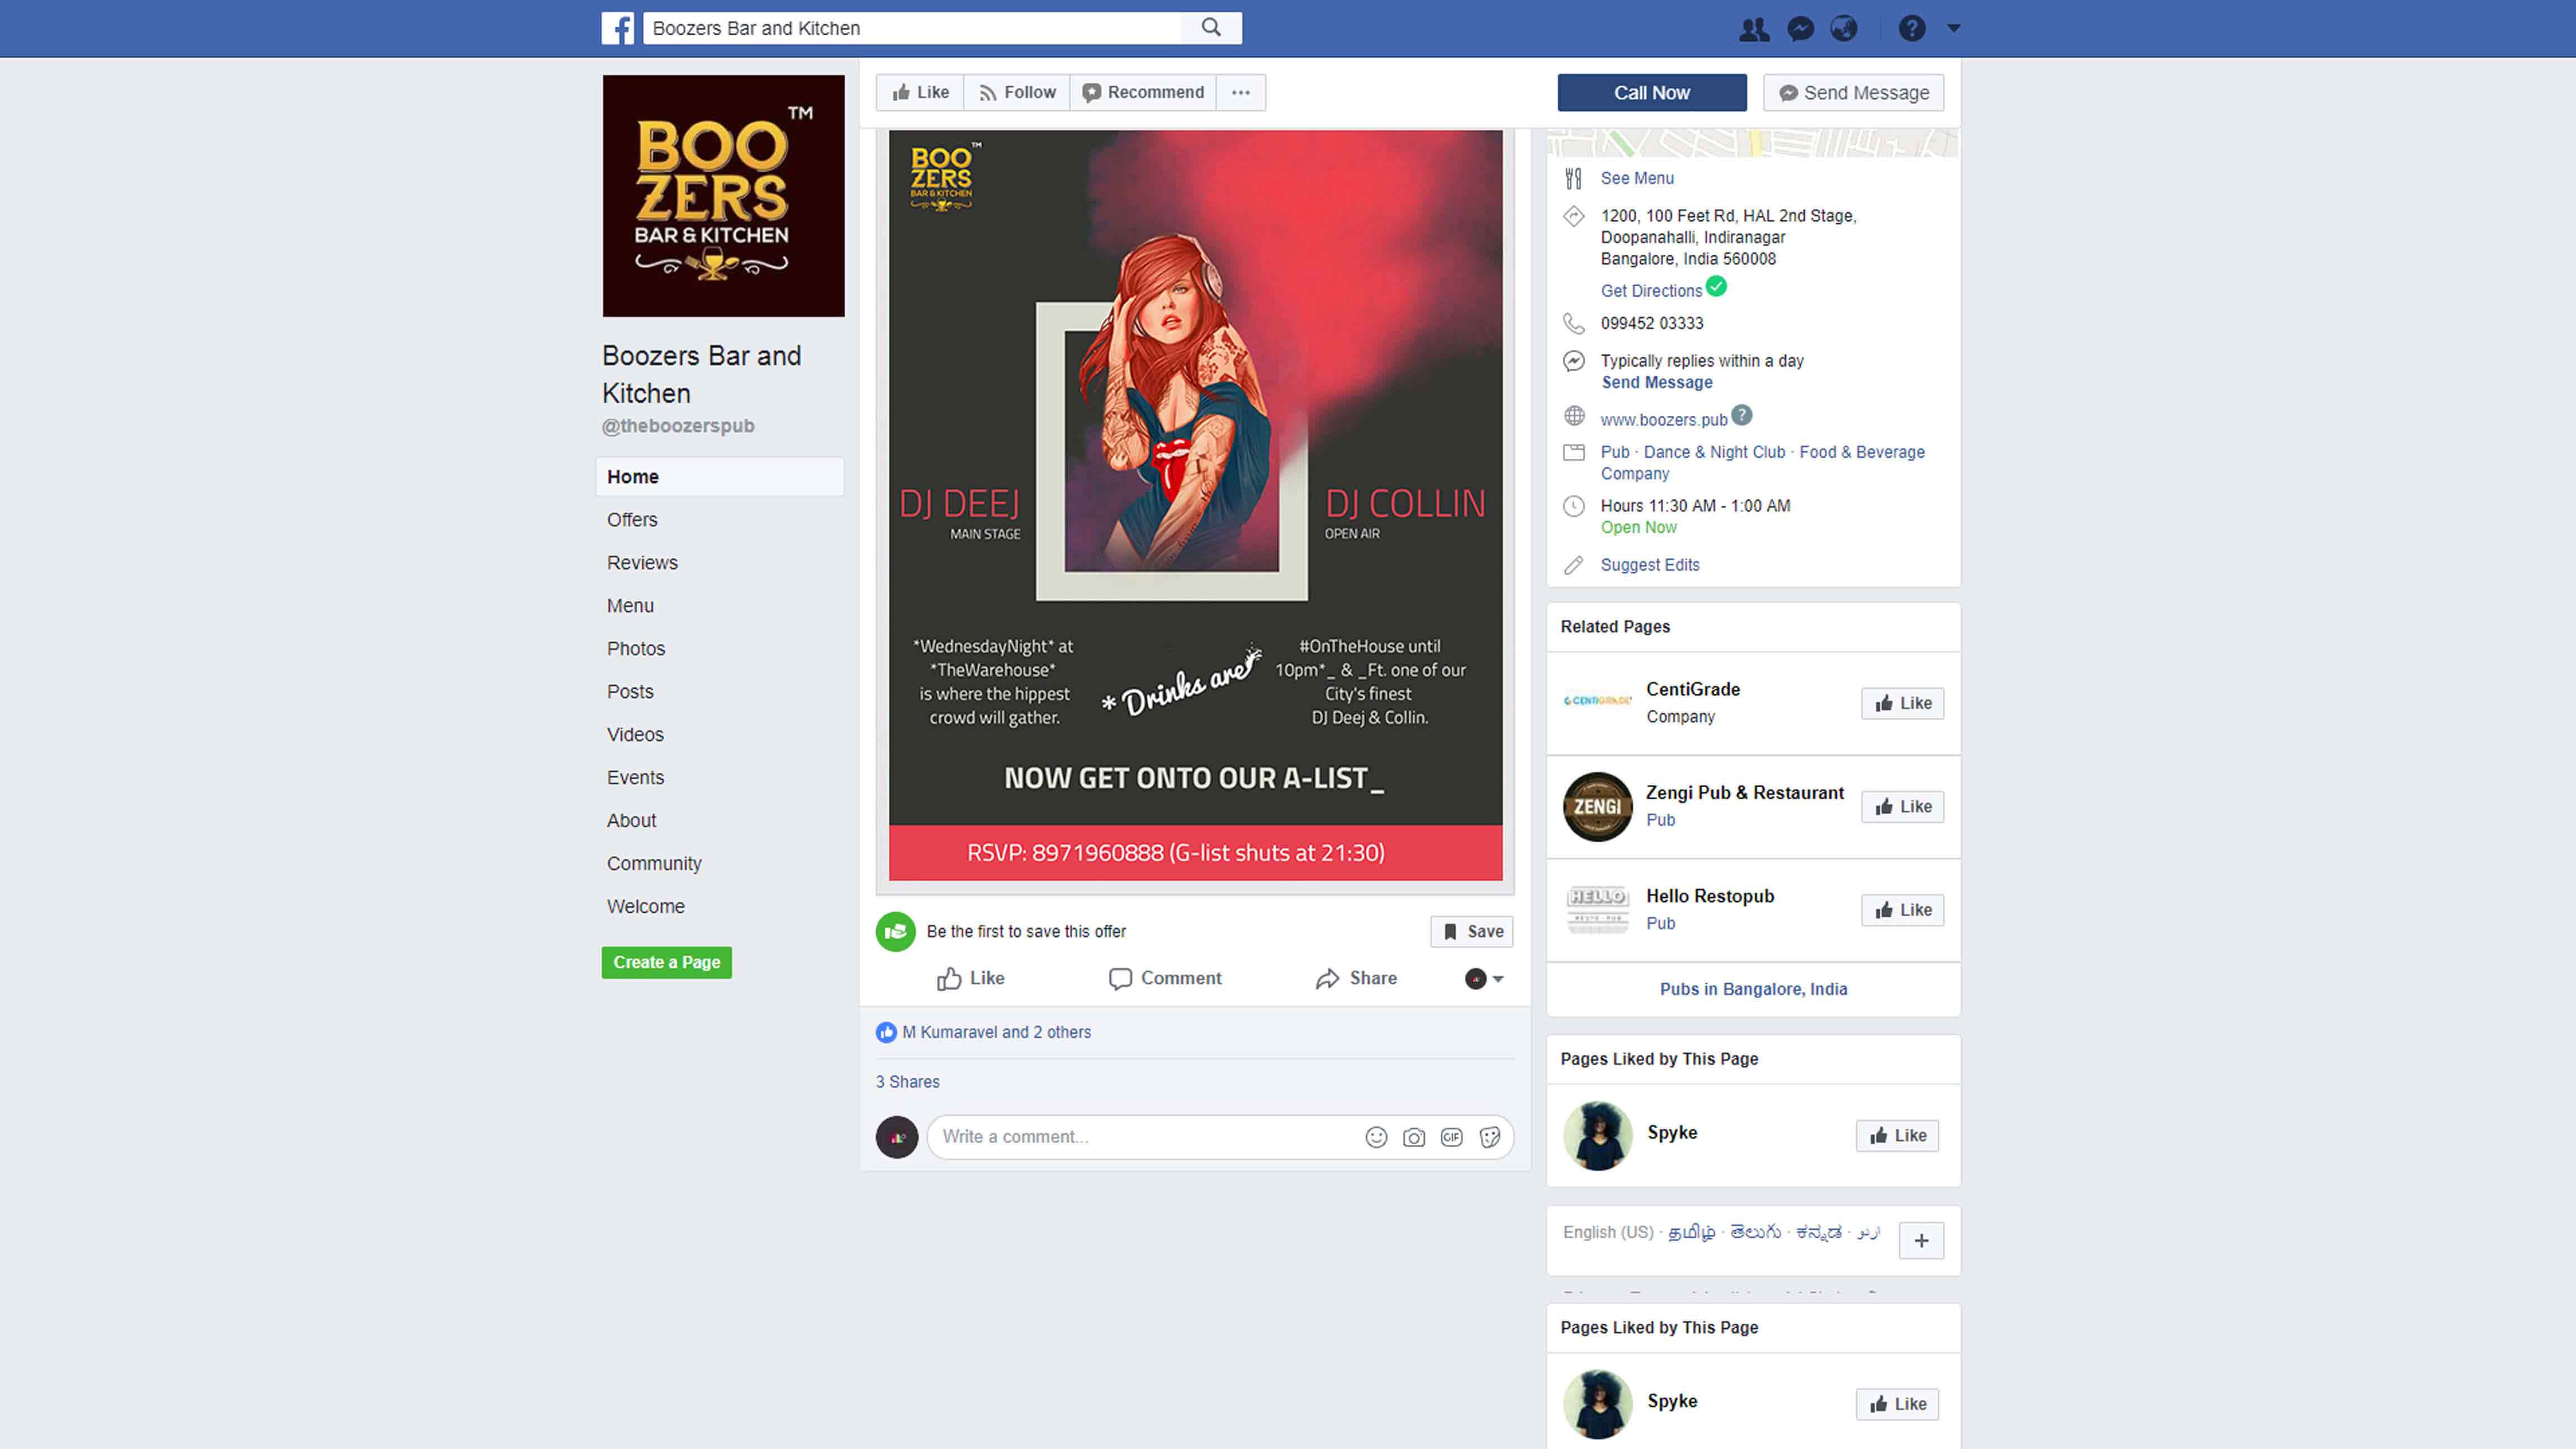 Boozers Bar and Kitchen
TM
BOO
ZERS
BAR & KITCHEN
Boozers Bar and
Kitchen
@theboozerspub
Home
Offers
Reviews
Menu
Photos
Posts
Videos
Events
About
Community
Welcome
Create a Page
Like
Follow
Recommend
Call Now
Send Message
BOO
ZERS
TM
BAR & KITCHEN
DJ DEEJ
MAIN STAGE
DJ COLLIN
OPEN AIR
*WednesdayNight* at
*TheWarehouse*
is where the hippest
crowd will gather.
* Drinks are
#OnTheHouse until
10pm*_ & _Ft. one of our
City's finest
DJ Deej & Collin.
NOW GET ONTO OUR A-LIST_
RSVP: 8971960888 (G-list shuts at 21:30)
Be the first to save this offer
Save
Like
Comment
Share
M Kumaravel and 2 others
3 Shares
Write a comment...
GIF
See Menu
1200, 100 Feet Rd, HAL 2nd Stage,
Doopanahalli, Indiranagar
Bangalore, India 560008
Get Directions
099452 03333
Typically replies within a day
Send Message
www.boozers.pub
Pub · Dance & Night Club · Food & Beverage
Company
Hours 11:30 AM - 1:00 AM
Open Now
Suggest Edits
Related Pages
CENTIGRADE
CentiGrade
Company
Like
ZENGI
Zengi Pub & Restaurant
Pub
Like
HELLO
RESTO-PUB
Hello Restopub
Pub
Like
Pubs in Bangalore, India
Pages Liked by This Page
Spyke
Like
English (US) · தமிழ் · తెలుగు · ಕನ್ನಡ · اردو
Pages Liked by This Page
Spyke
Like